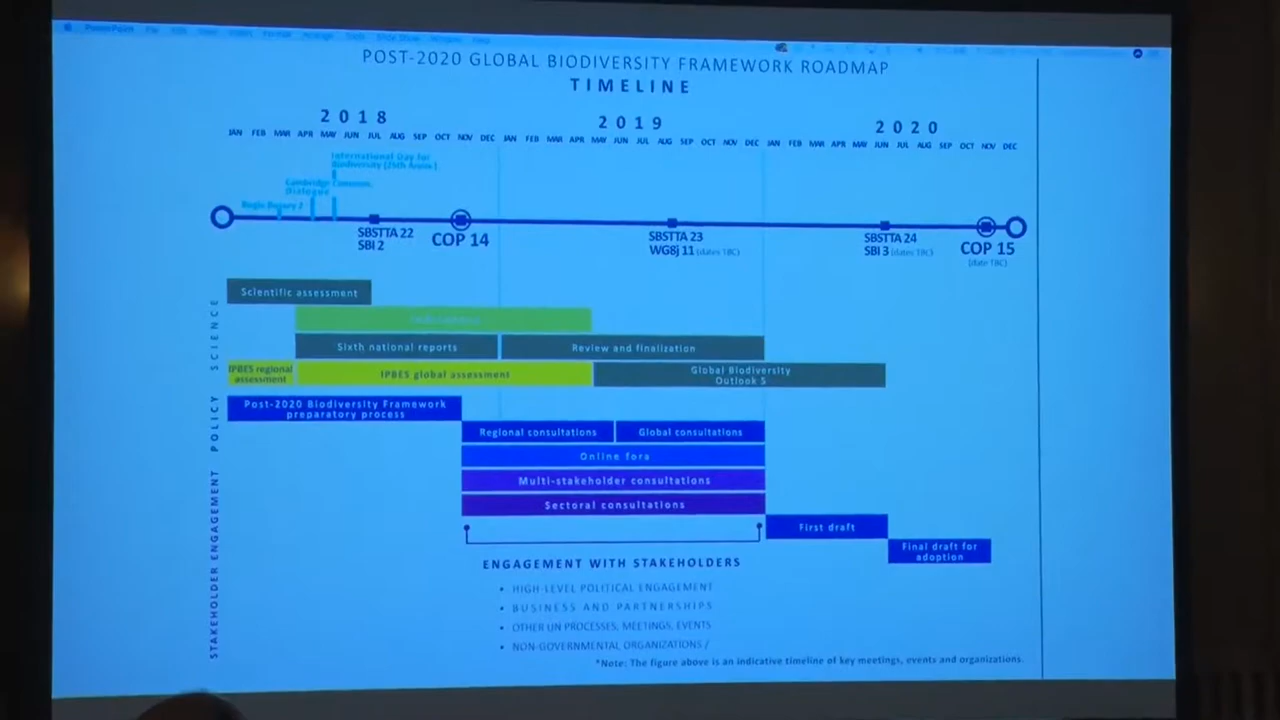 PowerPoint
POST-2020 GLOBAL BIODIVERSITY FRAMEWORK ROADMAP
TIMELINE
2018
2019
2020
JAN FEB MAR APR MAY JUN JUL AUG SEP OCT NOV DEC JAN FEB MAR APR MAY JUN JUL AUG SEP OCT NOV DEC JAN FEB MAR APR MAY JUN JUL AUG SEP OCT NOV DEC
International Day for
Biodiversity (25th Anniv.)
Dialogue
SBSTTA 22
SBI 2
COP 14
SBSTTA 23
WG8j 11 (dates TBC)
SBSTTA 24
SBI 3 (dates TBC)
COP 15
(date TBC)
SCIENCE
Scientific assessment
Sixth national reports
Review and finalization
IPBES regional
assessment
IPBES global assessment
Global Biodiversity
Outlook 5
POLICY
Post-2020 Biodiversity Framework
preparatory process
Regional consultations
Global consultations
Online fora
Multi-stakeholder consultations
Sectoral consultations
First draft
Final draft for
adoption
STAKEHOLDER ENGAGEMENT
ENGAGEMENT WITH STAKEHOLDERS
• HIGH-LEVEL POLITICAL ENGAGEMENT
• BUSINESS AND PARTNERSHIPS
• OTHER UN PROCESSES, MEETINGS, EVENTS
• NON-GOVERNMENTAL ORGANIZATIONS /
*Note: The figure above is an indicative timeline of key meetings, events and organizations.